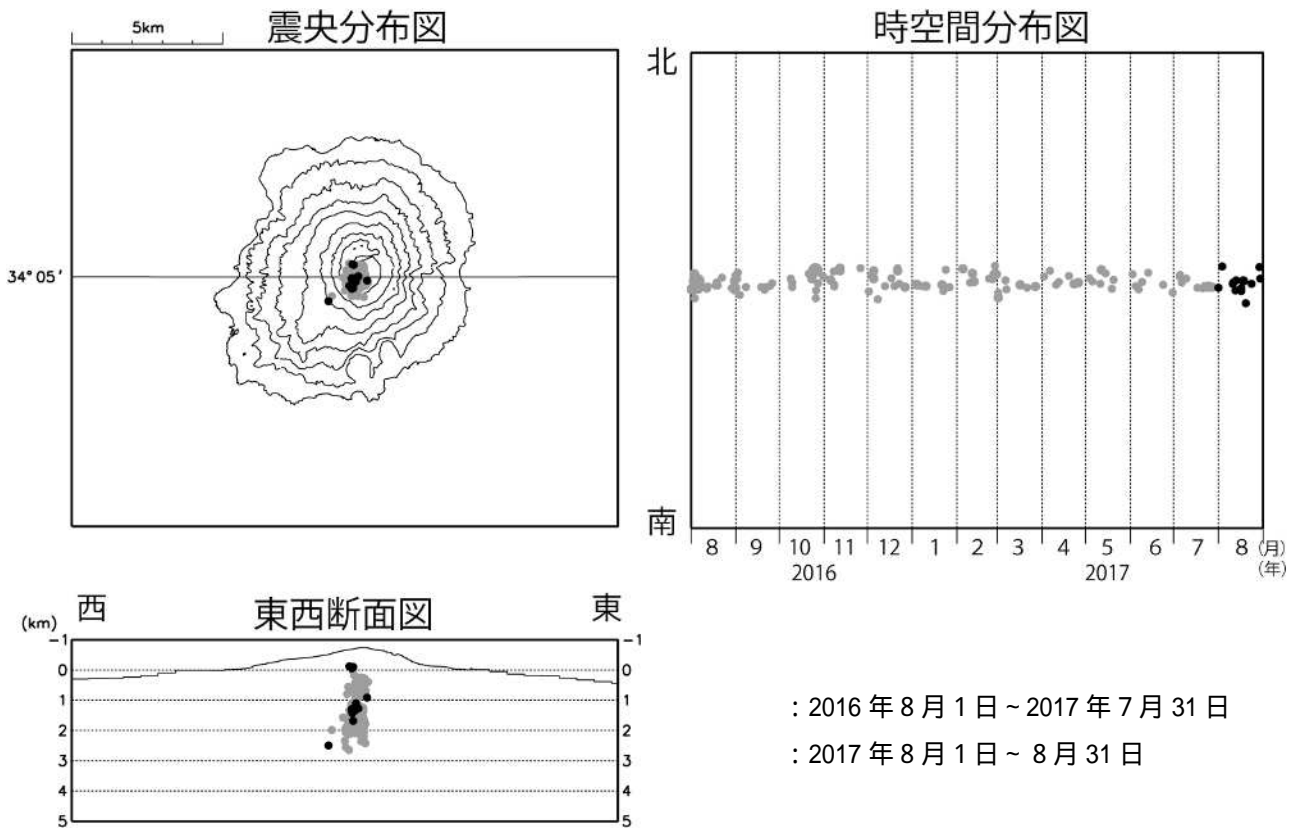 5km
震央分布図
34°05′
時空間分布図
北
南
8 9 10 11 12 1 2 3 4 5 6 7 8 (月)
2016 2017 (年)
西 東西断面図 東
(km)
-1 -1
0 0
1 1
2 2
3 3
4 4
5 5
：2016 年 8 月 1 日 ~ 2017 年 7 月 31 日
：2017 年 8 月 1 日 ~ 8 月 31 日